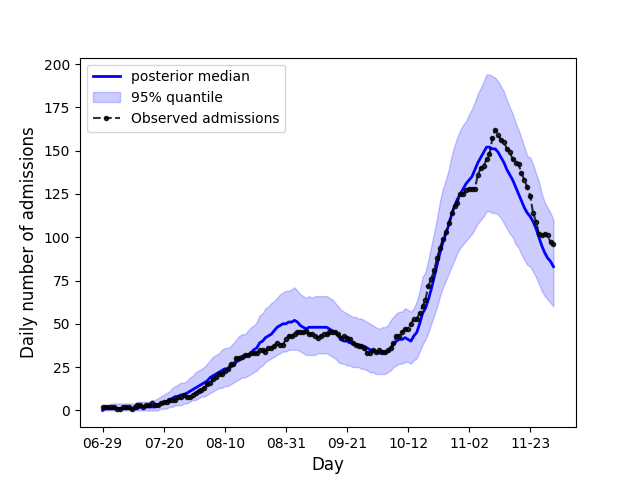 posterior median
95% quantile
Observed admissions
Daily number of admissions
200
175
150
125
100
75
50
25
0
06-29 07-20 08-10 08-31 09-21 10-12 11-02 11-23
Day